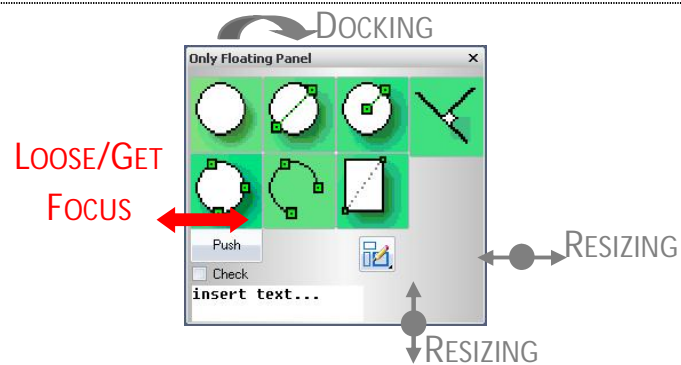 DOCKING
Only Floating Panel
LOOSE/GET
FOCUS
Push
Check
insert text...
RESIZING
RESIZING